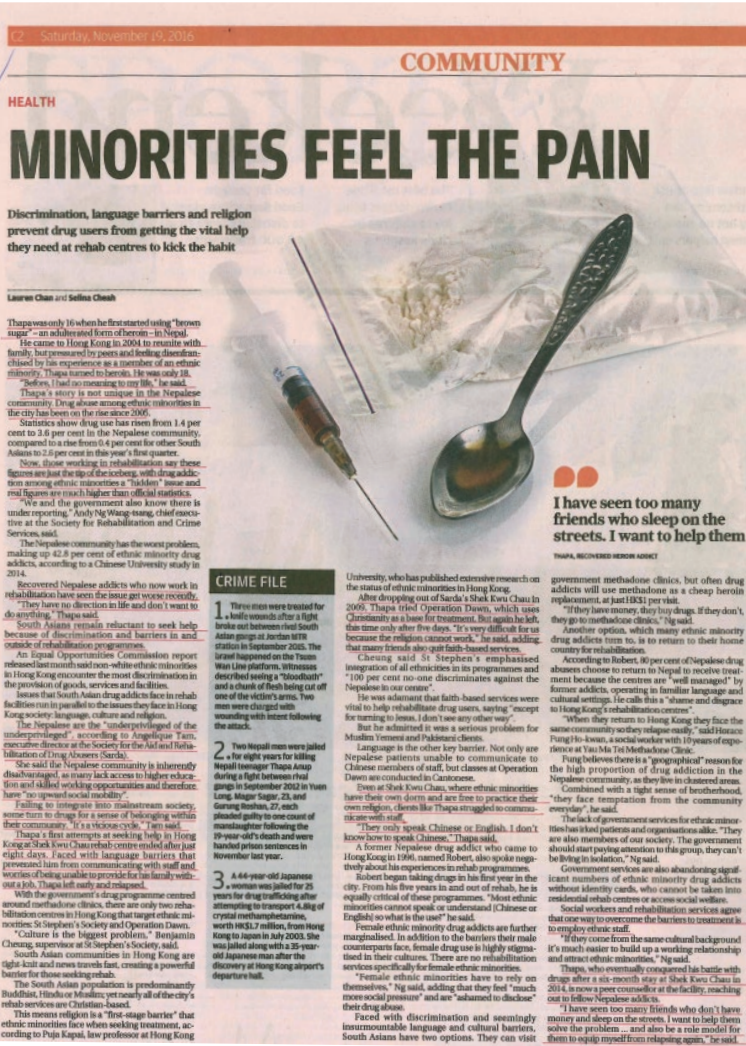 C2 Saturday, November 19, 2016
COMMUNITY
HEALTH
MINORITIES FEEL THE PAIN
Discrimination, language barriers and religion
prevent drug users from getting the vital help
they need at rehab centres to kick the habit
Lauren Chan and Selina Cheah
Thapa was only 16 when he first started using "brown
sugar" – an adulterated form of heroin – in Nepal.
He came to Hong Kong in 2004 to reunite with
family, but pressured by peers and feeling disenfran-
chised by his experience as a member of an ethnic
minority, Thapa turned to heroin. He was only 18.
"Before, I had no meaning to my life," he said.
Thapa's story is not unique in the Nepalese
community. Drug abuse among ethnic minorities in
the city has been on the rise since 2005.
Statistics show drug use has risen from 1.4 per
cent to 3.6 per cent in the Nepalese community,
compared to a rise from 0.4 per cent for other South
Asians to 2.6 per cent in this year's first quarter.
Now, those working in rehabilitation say these
figures are just the tip of the iceberg, with drug addic-
tion among ethnic minorities a "hidden" issue and
real figures are much higher than official statistics.
"We and the government also know there is
under reporting," Andy Ng Wang-tsang, chief execu-
tive at the Society for Rehabilitation and Crime
Services, said.
The Nepalese community has the worst problem,
making up 42.8 per cent of ethnic minority drug
addicts, according to a Chinese University study in
2014.
Recovered Nepalese addicts who now work in
rehabilitation have seen the issue get worse recently.
"They have no direction in life and don't want to
do anything," Thapa said.
South Asians remain reluctant to seek help
because of discrimination and barriers in and
outside of rehabilitation programmes.
An Equal Opportunities Commission report
released last month said non-white ethnic minorities
in Hong Kong encounter the most discrimination in
the provision of goods, services and facilities.
Issues that South Asian drug addicts face in rehab
facilities run in parallel to the issues they face in Hong
Kong society: language, culture and religion.
The Nepalese are the "underprivileged of the
underprivileged", according to Angelique Tam,
executive director at the Society for the Aid and Reha-
bilitation of Drug Abusers (Sarda).
She said the Nepalese community is inherently
disadvantaged, as many lack access to higher educa-
tion and skilled working opportunities and therefore
have "no upward social mobility".
Failing to integrate into mainstream society,
some turn to drugs for a sense of belonging within
their community. "It's a vicious cycle," Tam said.
Thapa's first attempts at seeking help in Hong
Kong at Shek Kwu Chau rehab centre ended after just
eight days. Faced with language barriers that
prevented him from communicating with staff and
worries of being unable to provide for his family with-
out a job, Thapa left early and relapsed.
With the government's drug programme centred
around methadone clinics, there are only two reha-
bilitation centres in Hong Kong that target ethnic mi-
norities: St Stephen's Society and Operation Dawn.
"Culture is the biggest problem," Benjamin
Cheung, supervisor at St Stephen's Society, said.
South Asian communities in Hong Kong are
tight-knit and news travels fast, creating a powerful
barrier for those seeking rehab.
The South Asian population is predominantly
Buddhist, Hindu or Muslim; yet nearly all of the city's
rehab services are Christian-based.
This means religion is a "first-stage barrier" that
ethnic minorities face when seeking treatment, ac-
cording to Puja Kapai, law professor at Hong Kong
CRIME FILE
1. Three men were treated for
knife wounds after a fight
broke out between rival South
Asian gangs at Jordan MTR
station in September 2015. The
brawl happened on the Tsuen
Wan Line platform. Witnesses
described seeing a "bloodbath"
and a chunk of flesh being cut off
one of the victim's arms. Two
men were charged with
wounding with intent following
the attack.
2. Two Nepali men were jailed
for eight years for killing
Nepali teenager Thapa Anup
during a fight between rival
gangs in September 2012 in Yuen
Long. Magar Sagar, 23, and
Gurung Roshan, 27, each
pleaded guilty to one count of
manslaughter following the
19-year-old's death and were
handed prison sentences in
November last year.
3. A 44-year-old Japanese
woman was jailed for 25
years for drug trafficking after
attempting to transport 4.8kg of
crystal methamphetamine,
worth HK$1.7 million, from Hong
Kong to Japan in July 2003. She
was jailed along with a 35-year-
old Japanese man after the
discovery at Hong Kong airport's
departure hall.
University, who has published extensive research on
the status of ethnic minorities in Hong Kong.
After dropping out of Sarda's Shek Kwu Chau in
2009, Thapa tried Operation Dawn, which uses
Christianity as a base for treatment. But again he left,
this time only after five days. "It's very difficult for us
because the religion cannot work," he said, adding
that many friends also quit faith-based services.
Cheung said St Stephen's emphasised
integration of all ethnicities in its programmes and
"100 per cent no-one discriminates against the
Nepalese in our centre".
He was adamant that faith-based services were
vital to help rehabilitate drug users, saying "except
for turning to Jesus, I don't see any other way".
But he admitted it was a serious problem for
Muslim Yemeni and Pakistani clients.
Language is the other key barrier. Not only are
Nepalese patients unable to communicate to
Chinese members of staff, but classes at Operation
Dawn are conducted in Cantonese.
Even at Shek Kwu Chau, where ethnic minorities
have their own dorm and are free to practice their
own religion, clients like Thapa struggled to commu-
nicate with staff.
"They only speak Chinese or English. I don't
know how to speak Chinese," Thapa said.
A former Nepalese drug addict who came to
Hong Kong in 1996, named Robert, also spoke nega-
tively about his experiences in rehab programmes.
Robert began taking drugs in his first year in the
city. From his five years in and out of rehab, he is
equally critical of these programmes. "Most ethnic
minorities cannot speak or understand [Chinese or
English] so what is the use?" he said.
Female ethnic minority drug addicts are further
marginalised. In addition to the barriers their male
counterparts face, female drug use is highly stigma-
tised in their cultures. There are no rehabilitation
services specifically for female ethnic minorities.
"Female ethnic minorities have to rely on
themselves," Ng said, adding that they feel "much
more social pressure" and are "ashamed to disclose"
their drug abuse.
Faced with discrimination and seemingly
insurmountable language and cultural barriers,
South Asians have two options. They can visit
I have seen too many
friends who sleep on the
streets. I want to help them
THAPA, RECOVERED HEROIN ADDICT
government methadone clinics, but often drug
addicts will use methadone as a cheap heroin
replacement, at just HK$1 per visit.
"If they have money, they buy drugs. If they don't,
they go to methadone clinics," Ng said.
Another option, which many ethnic minority
drug addicts turn to, is to return to their home
country for rehabilitation.
According to Robert, 80 per cent of Nepalese drug
abusers choose to return to Nepal to receive treat-
ment because the centres are "well managed" by
former addicts, operating in familiar language and
cultural settings. He calls this a "shame and disgrace
to Hong Kong's rehabilitation centres".
"When they return to Hong Kong they face the
same community so they relapse easily," said Horace
Fung Ho-kwan, a social worker with 10 years of expe-
rience at Yau Ma Tei Methadone Clinic.
Fung believes there is a "geographical" reason for
the high proportion of drug addiction in the
Nepalese community, as they live in clustered areas.
Combined with a tight sense of brotherhood,
"they face temptation from the community
everyday", he said.
The lack of government services for ethnic minor-
ities has irked patients and organisations alike. "They
are also members of our society. The government
should start paying attention to this group, they can't
be living in isolation," Ng said.
Government services are also abandoning signif-
icant numbers of ethnic minority drug addicts
without identity cards, who cannot be taken into
residential rehab centres or access social welfare.
Social workers and rehabilitation services agree
that one way to overcome the barriers to treatment is
to employ ethnic staff.
"If they come from the same cultural background
it's much easier to build up a working relationship
and attract ethnic minorities," Ng said.
Thapa, who eventually conquered his battle with
drugs after a six-month stay at Shek Kwu Chau in
2014, is now a peer counsellor at the facility, reaching
out to fellow Nepalese addicts.
"I have seen too many friends who don't have
money and sleep on the streets. I want to help them
solve the problem ... and also be a role model for
them to equip myself from relapsing again," he said.